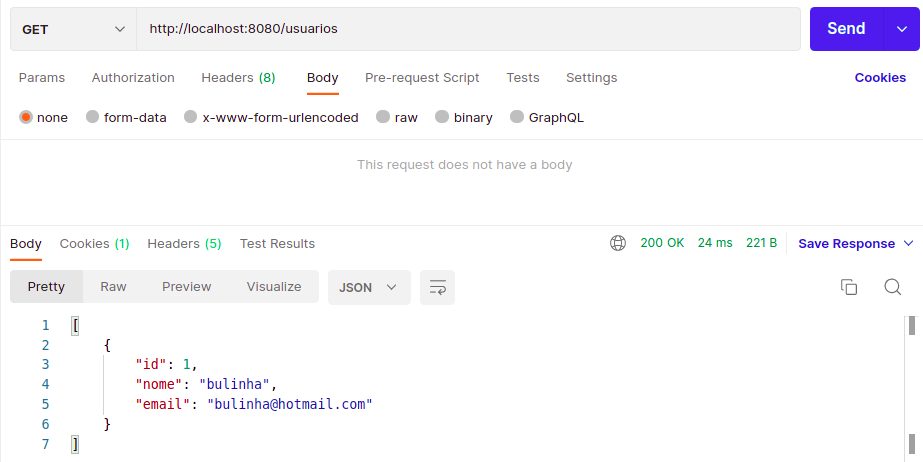 GET http://localhost:8080/usuarios Send
Params Authorization Headers (8) Body Pre-request Script Tests Settings Cookies
none form-data x-www-form-urlencoded raw binary GraphQL
This request does not have a body
Body Cookies (1) Headers (5) Test Results 200 OK 24 ms 221 B Save Response
Pretty Raw Preview Visualize JSON
1 [
2 {
3 "id": 1,
4 "nome": "bulinha",
5 "email": "bulinha@hotmail.com"
6 }
7 ]